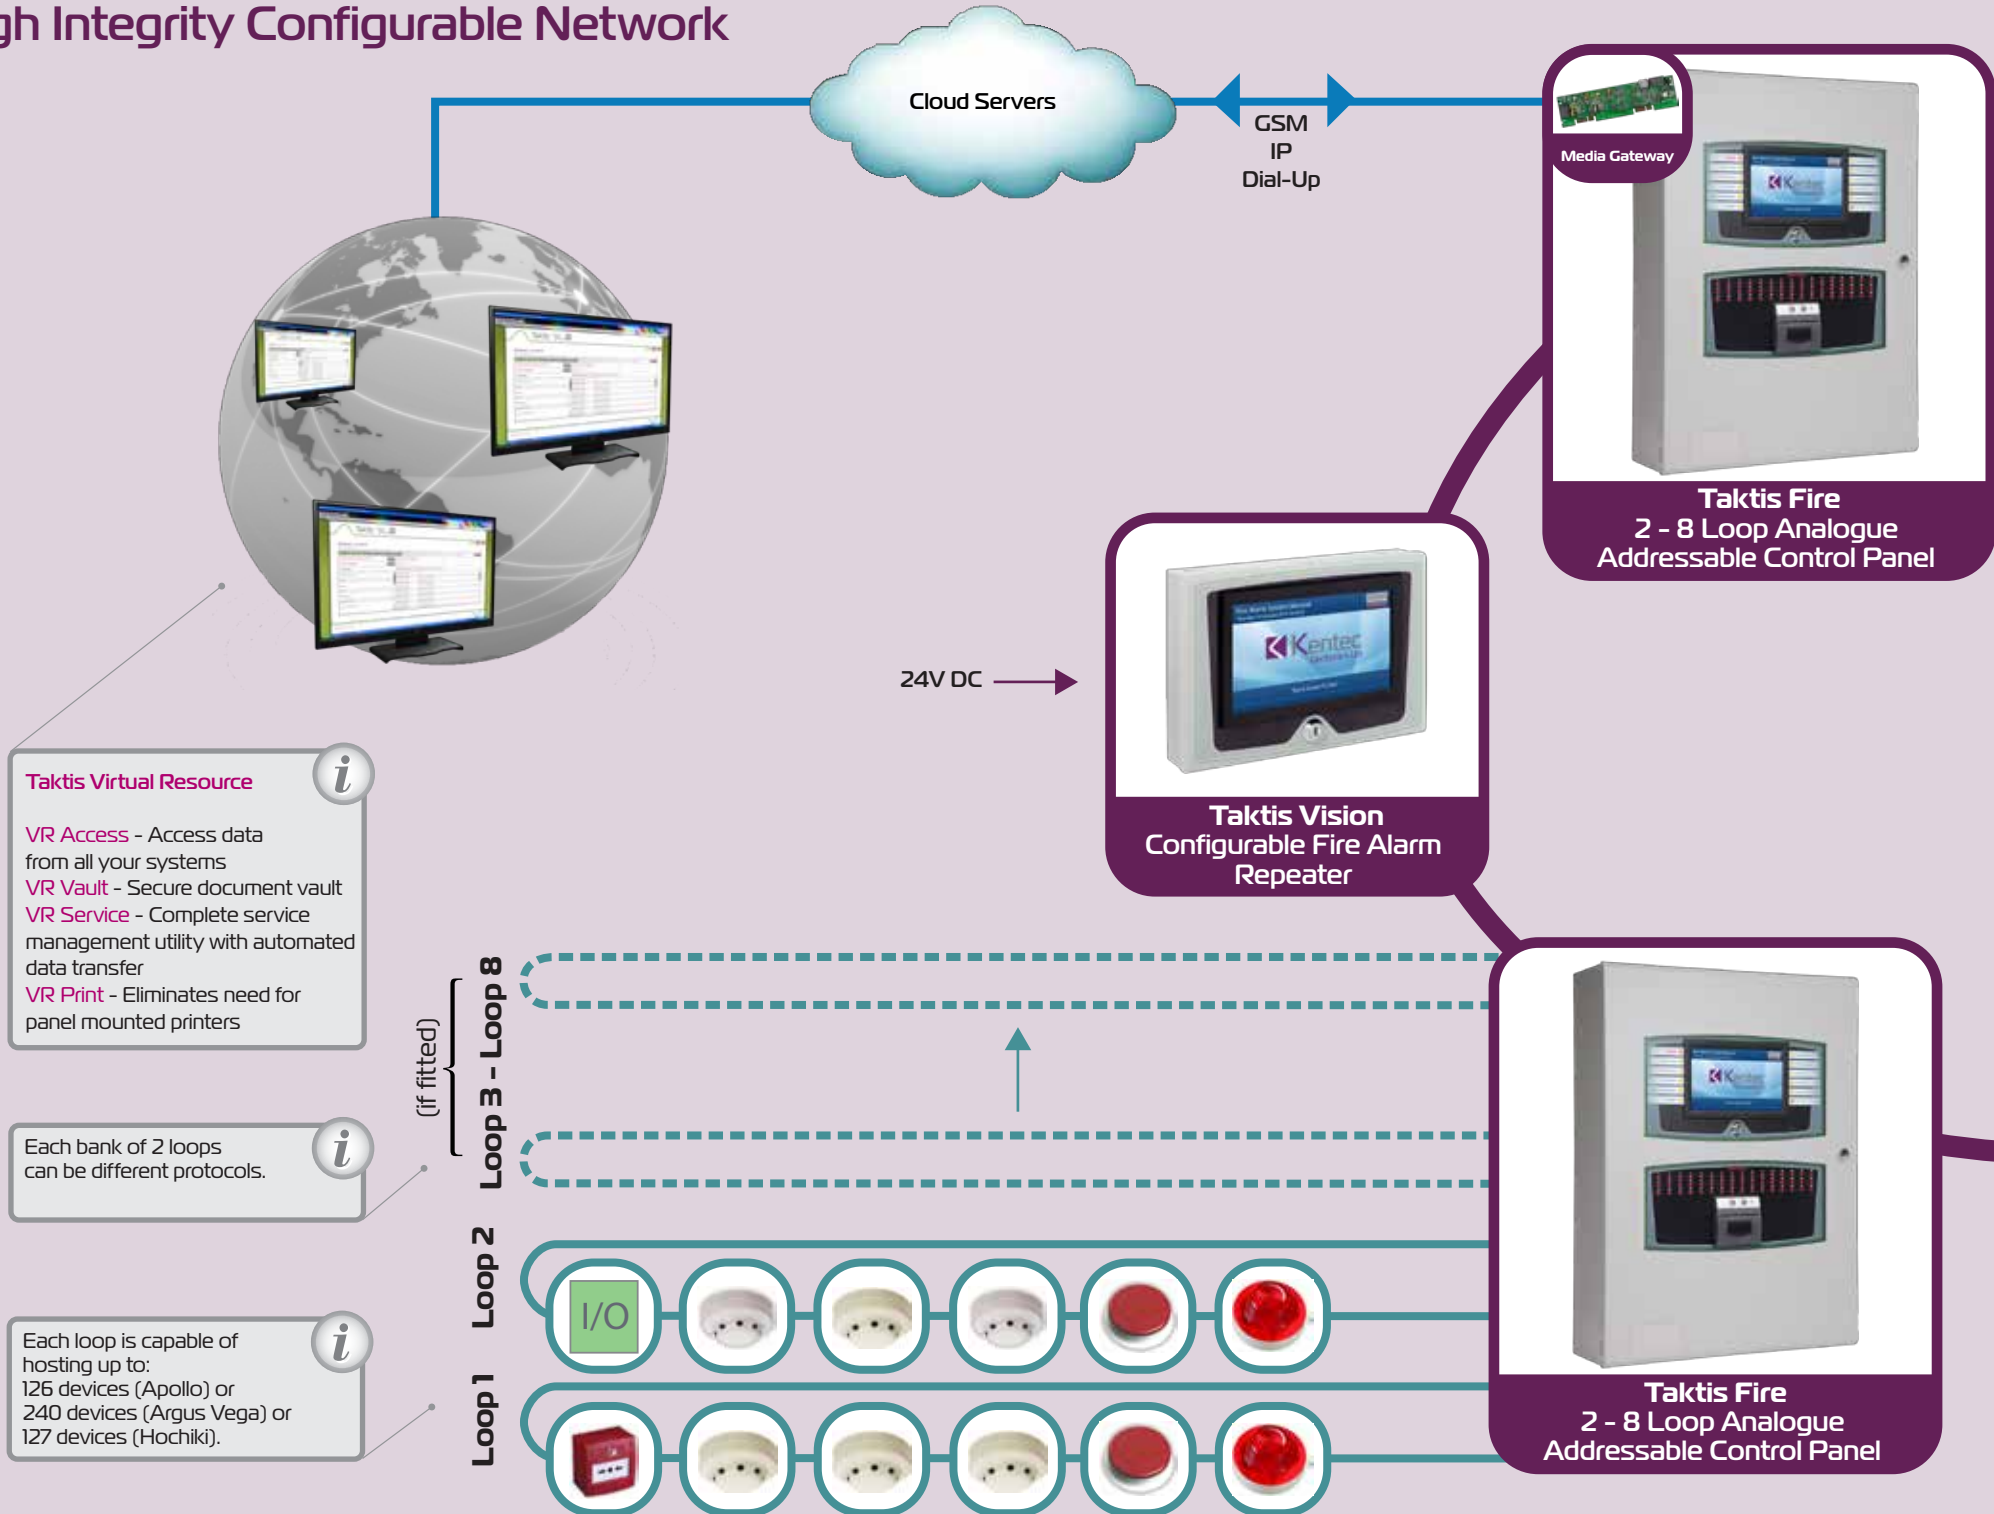 gh Integrity Configurable Network
Cloud Servers
GSM
IP
Dial-Up
Media Gateway
Taktis Fire
2 - 8 Loop Analogue
Addressable Control Panel
24V DC
Kentec
Taktis Vision
Configurable Fire Alarm
Repeater
Taktis Virtual Resource
VR Access - Access data
from all your systems
VR Vault - Secure document vault
VR Service - Complete service
management utility with automated
data transfer
VR Print - Eliminates need for
panel mounted printers
Each bank of 2 loops
can be different protocols.
Each loop is capable of
hosting up to:
126 devices (Apollo) or
240 devices (Argus Vega) or
127 devices (Hochiki).
(if fitted)
Loop 3 - Loop 8
Loop 2
I/O
Loop 1
Taktis Fire
2 - 8 Loop Analogue
Addressable Control Panel